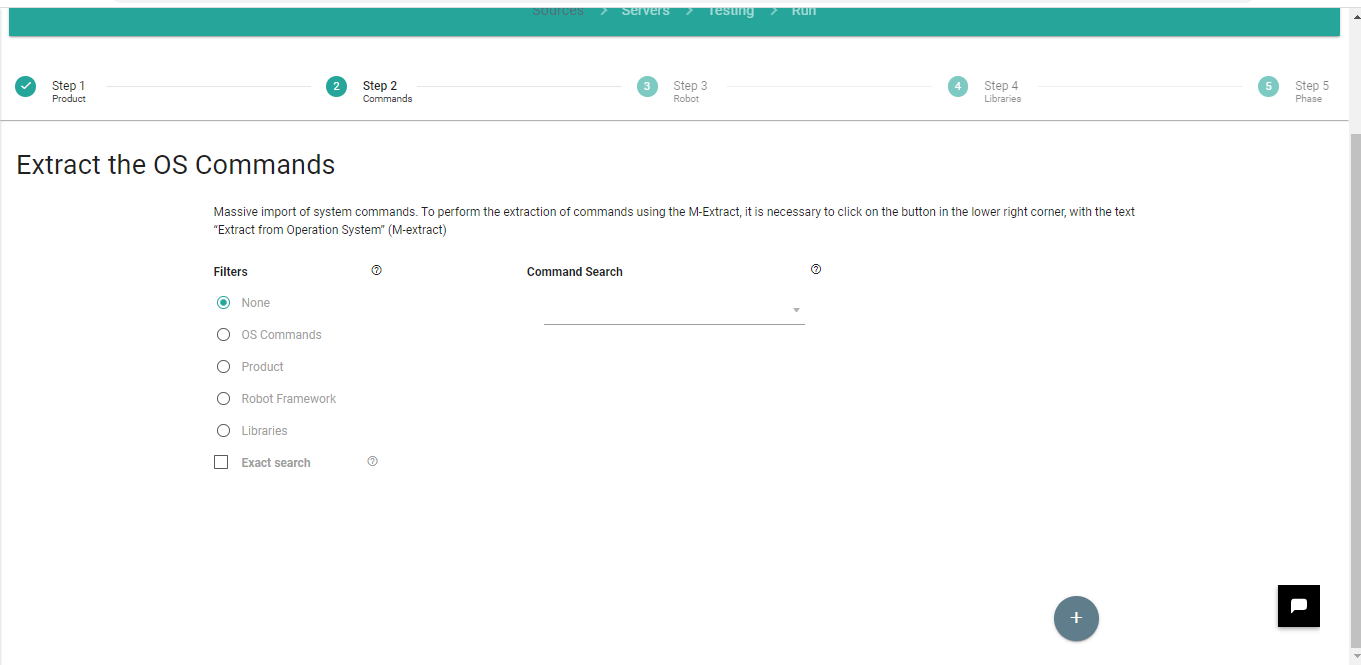 Sources > Servers > Testing > Run
Step 1
Product
2
Step 2
Commands
3
Step 3
Robot
4
Step 4
Libraries
5
Step 5
Phase
Extract the OS Commands
Massive import of system commands. To perform the extraction of commands using the M-Extract, it is necessary to click on the button in the lower right corner, with the text
“Extract from Operation System” (M-extract)
Filters
Command Search
None
OS Commands
Product
Robot Framework
Libraries
Exact search
+